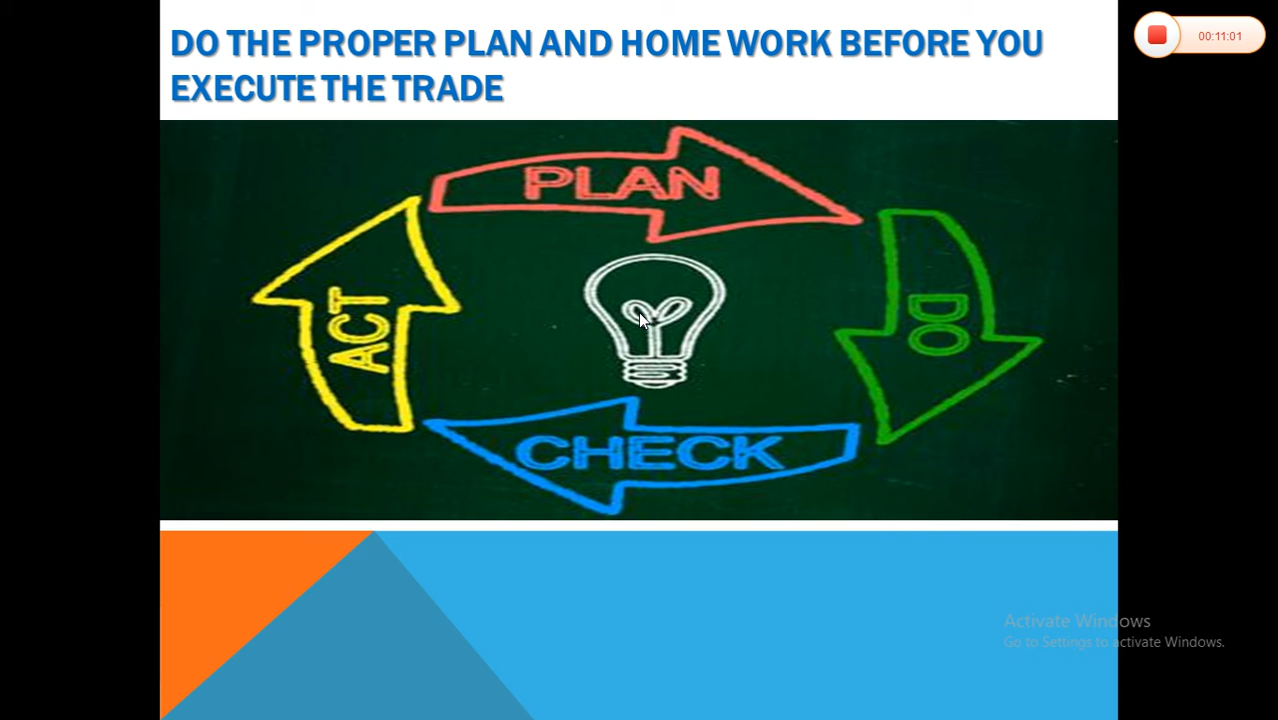 DO THE PROPER PLAN AND HOME WORK BEFORE YOU
EXECUTE THE TRADE
00:11:01
PLAN
DO
ACT
CHECK
Activate Windows
Go to Settings to activate Windows.